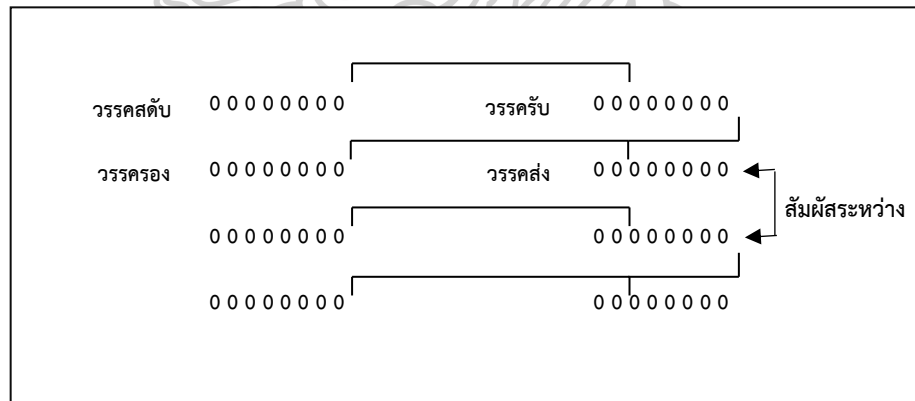 วรรคสดับ 0 0 0 0 0 0 0 0 วรรครับ 0 0 0 0 0 0 0 0
วรรครอง 0 0 0 0 0 0 0 0 วรรคส่ง 0 0 0 0 0 0 0 0
สัมผัสระหว่าง
0 0 0 0 0 0 0 0 0 0 0 0 0 0 0 0
0 0 0 0 0 0 0 0 0 0 0 0 0 0 0 0